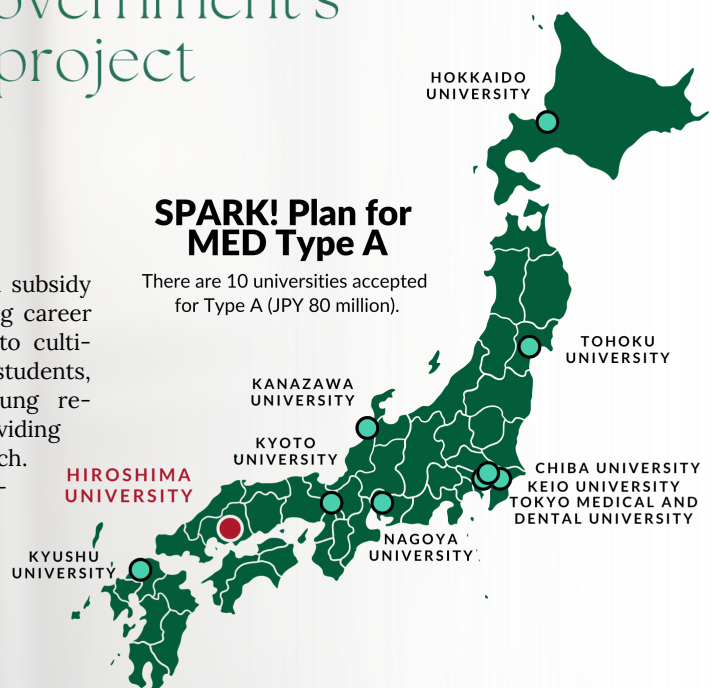 overnment's
project
subsidy
g career
to culti-
students,
ung re-
viding
ch.
-
SPARK! Plan for
MED Type A
There are 10 universities accepted
for Type A (JPY 80 million).
HOKKAIDO
UNIVERSITY
TOHOKU
UNIVERSITY
KANAZAWA
UNIVERSITY
KYOTO
UNIVERSITY
CHIBA UNIVERSITY
KEIO UNIVERSITY
TOKYO MEDICAL AND
DENTAL UNIVERSITY
HIROSHIMA
UNIVERSITY
NAGOYA
UNIVERSITY
KYUSHU
UNIVERSITY